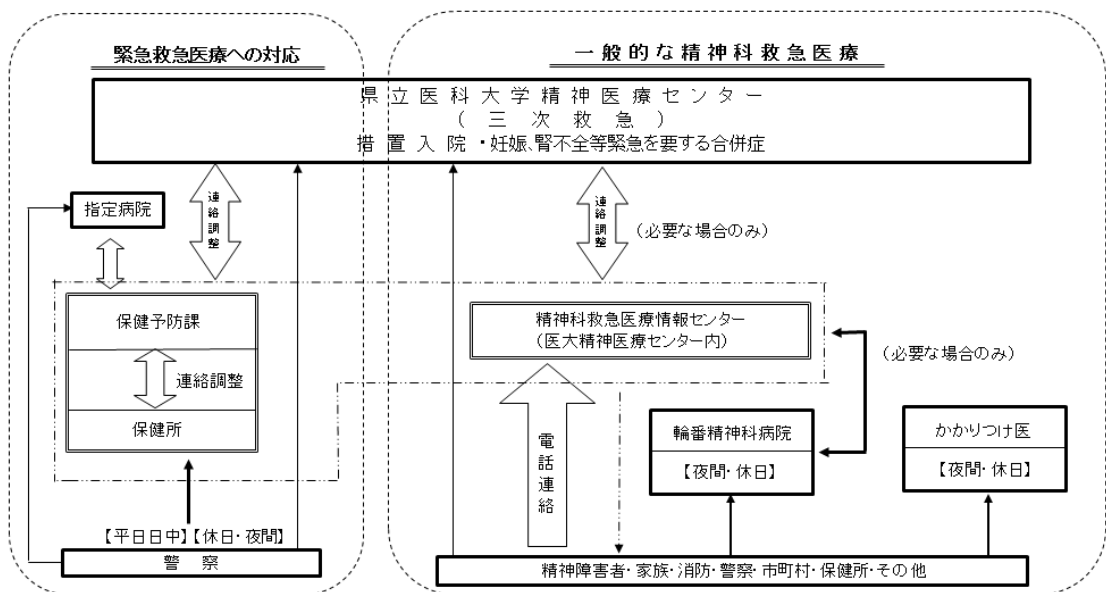 緊急救急医療への対応
一般的な精神科救急医療
県立医科大学精神医療センター
(三次救急)
措置入院・妊娠、腎不全等緊急を要する合併症
指定病院
連絡調整
連絡調整
(必要な場合のみ)
保健予防課
連絡調整
保健所
精神科救急医療情報センター
(医大精神医療センター内)
(必要な場合のみ)
電話連絡
輪番精神科病院
【夜間・休日】
かかりつけ医
【夜間・休日】
【平日日中】【休日・夜間】
警察
精神障害者・家族・消防・警察・市町村・保健所・その他